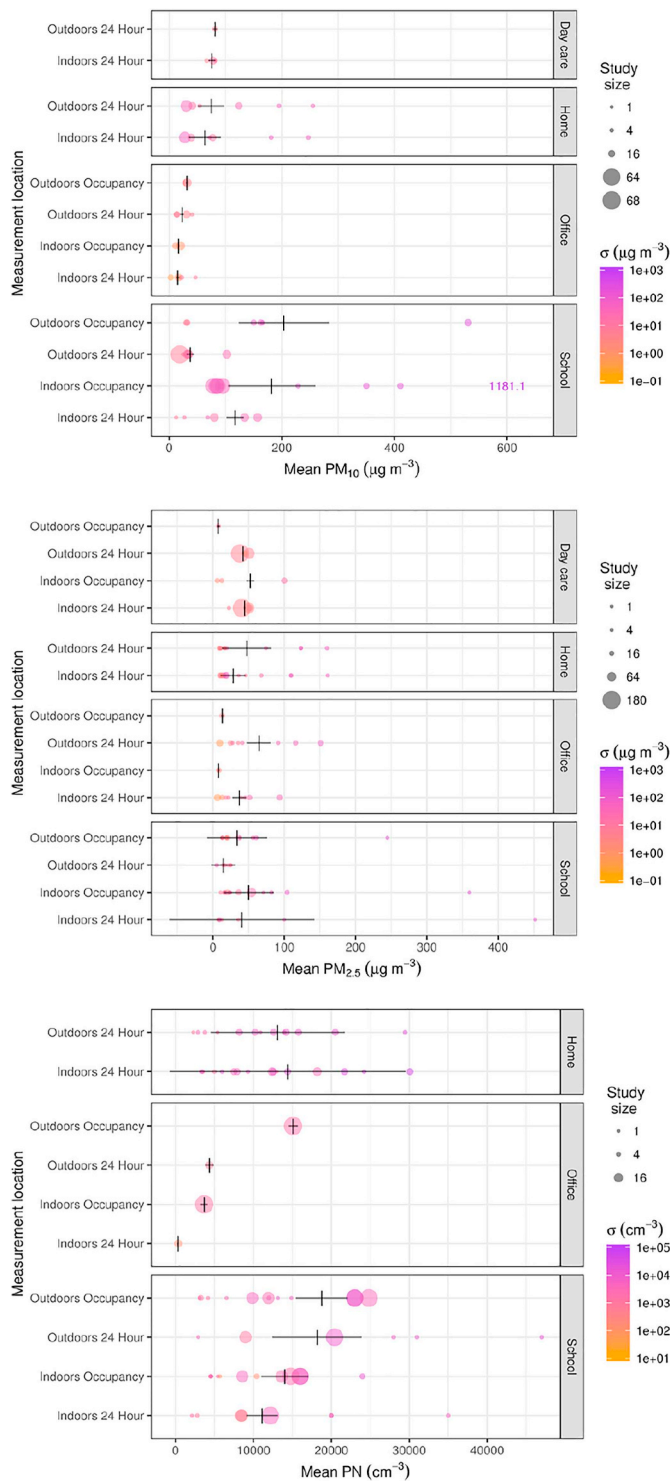 Outdoors 24 Hour
Indoors 24 Hour
Day care
Outdoors 24 Hour
Indoors 24 Hour
Home
Outdoors Occupancy
Outdoors 24 Hour
Indoors Occupancy
Indoors 24 Hour
Office
Outdoors Occupancy
Outdoors 24 Hour
Indoors Occupancy
Indoors 24 Hour
School
1181.1
Measurement location
0 200 400 600
Mean PM₁₀ (µg m⁻³)
Study
size
1
4
16
64
68
σ (µg m⁻³)
1e+03
1e+02
1e+01
1e+00
1e−01
Outdoors Occupancy
Outdoors 24 Hour
Indoors Occupancy
Indoors 24 Hour
Day care
Outdoors 24 Hour
Indoors 24 Hour
Home
Outdoors Occupancy
Outdoors 24 Hour
Indoors Occupancy
Indoors 24 Hour
Office
Outdoors Occupancy
Outdoors 24 Hour
Indoors Occupancy
Indoors 24 Hour
School
Measurement location
0 100 200 300 400
Mean PM₂.₅ (µg m⁻³)
Study
size
1
4
16
64
180
σ (µg m⁻³)
1e+03
1e+02
1e+01
1e+00
1e−01
Outdoors 24 Hour
Indoors 24 Hour
Home
Outdoors Occupancy
Outdoors 24 Hour
Indoors Occupancy
Indoors 24 Hour
Office
Outdoors Occupancy
Outdoors 24 Hour
Indoors Occupancy
Indoors 24 Hour
School
Measurement location
0 10000 20000 30000 40000
Mean PN (cm⁻³)
Study
size
1
4
16
σ (cm⁻³)
1e+05
1e+04
1e+03
1e+02
1e+01